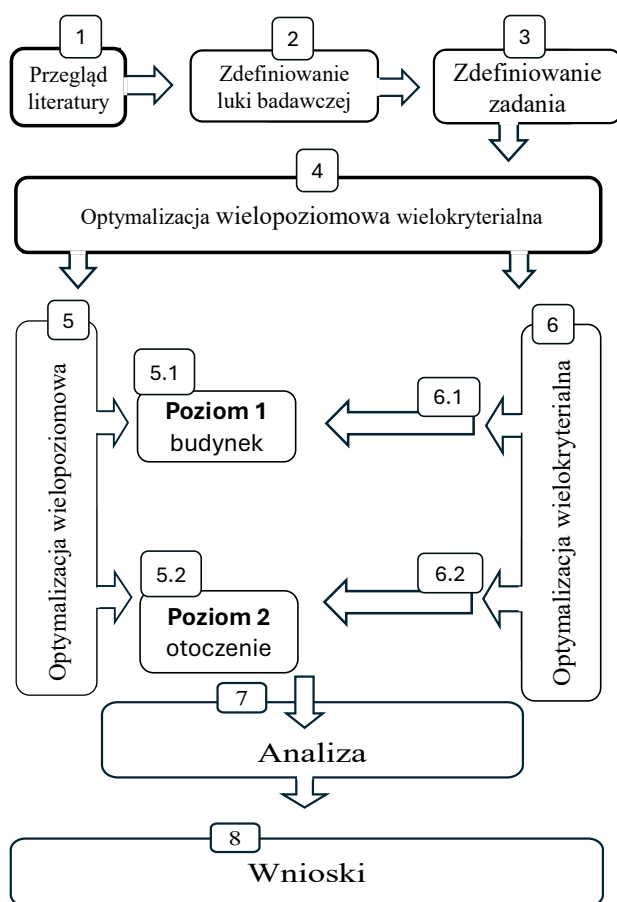 1
Przegląd
literatury
2
Zdefiniowanie
luki badawczej
3
Zdefiniowanie
zadania
4
Optymalizacja wielopoziomowa wielokryterialna
5
Optymalizacja wielopoziomowa
5.1
Poziom 1
budynek
5.2
Poziom 2
otoczenie
6
Optymalizacja wielokryterialna
6.1
6.2
7
Analiza
8
Wnioski